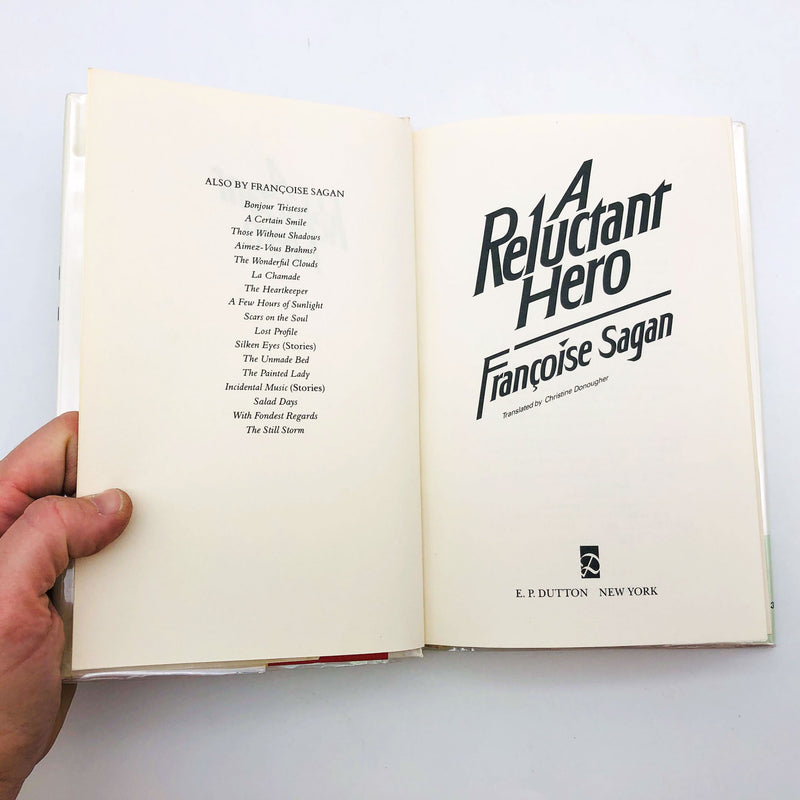 ALSO BY FRANÇOISE SAGAN
Bonjour Tristesse
A Certain Smile
Those Without Shadows
Aimez-Vous Brahms?
The Wonderful Clouds
La Chamade
The Heartkeeper
A Few Hours of Sunlight
Scars on the Soul
Lost Profile
Silken Eyes (Stories)
The Unmade Bed
The Painted Lady
Incidental Music (Stories)
Salad Days
With Fondest Regards
The Still Storm
A
Reluctant
Hero
Françoise Sagan
Translated by Christine Donougher
D
E. P. DUTTON NEW YORK
3